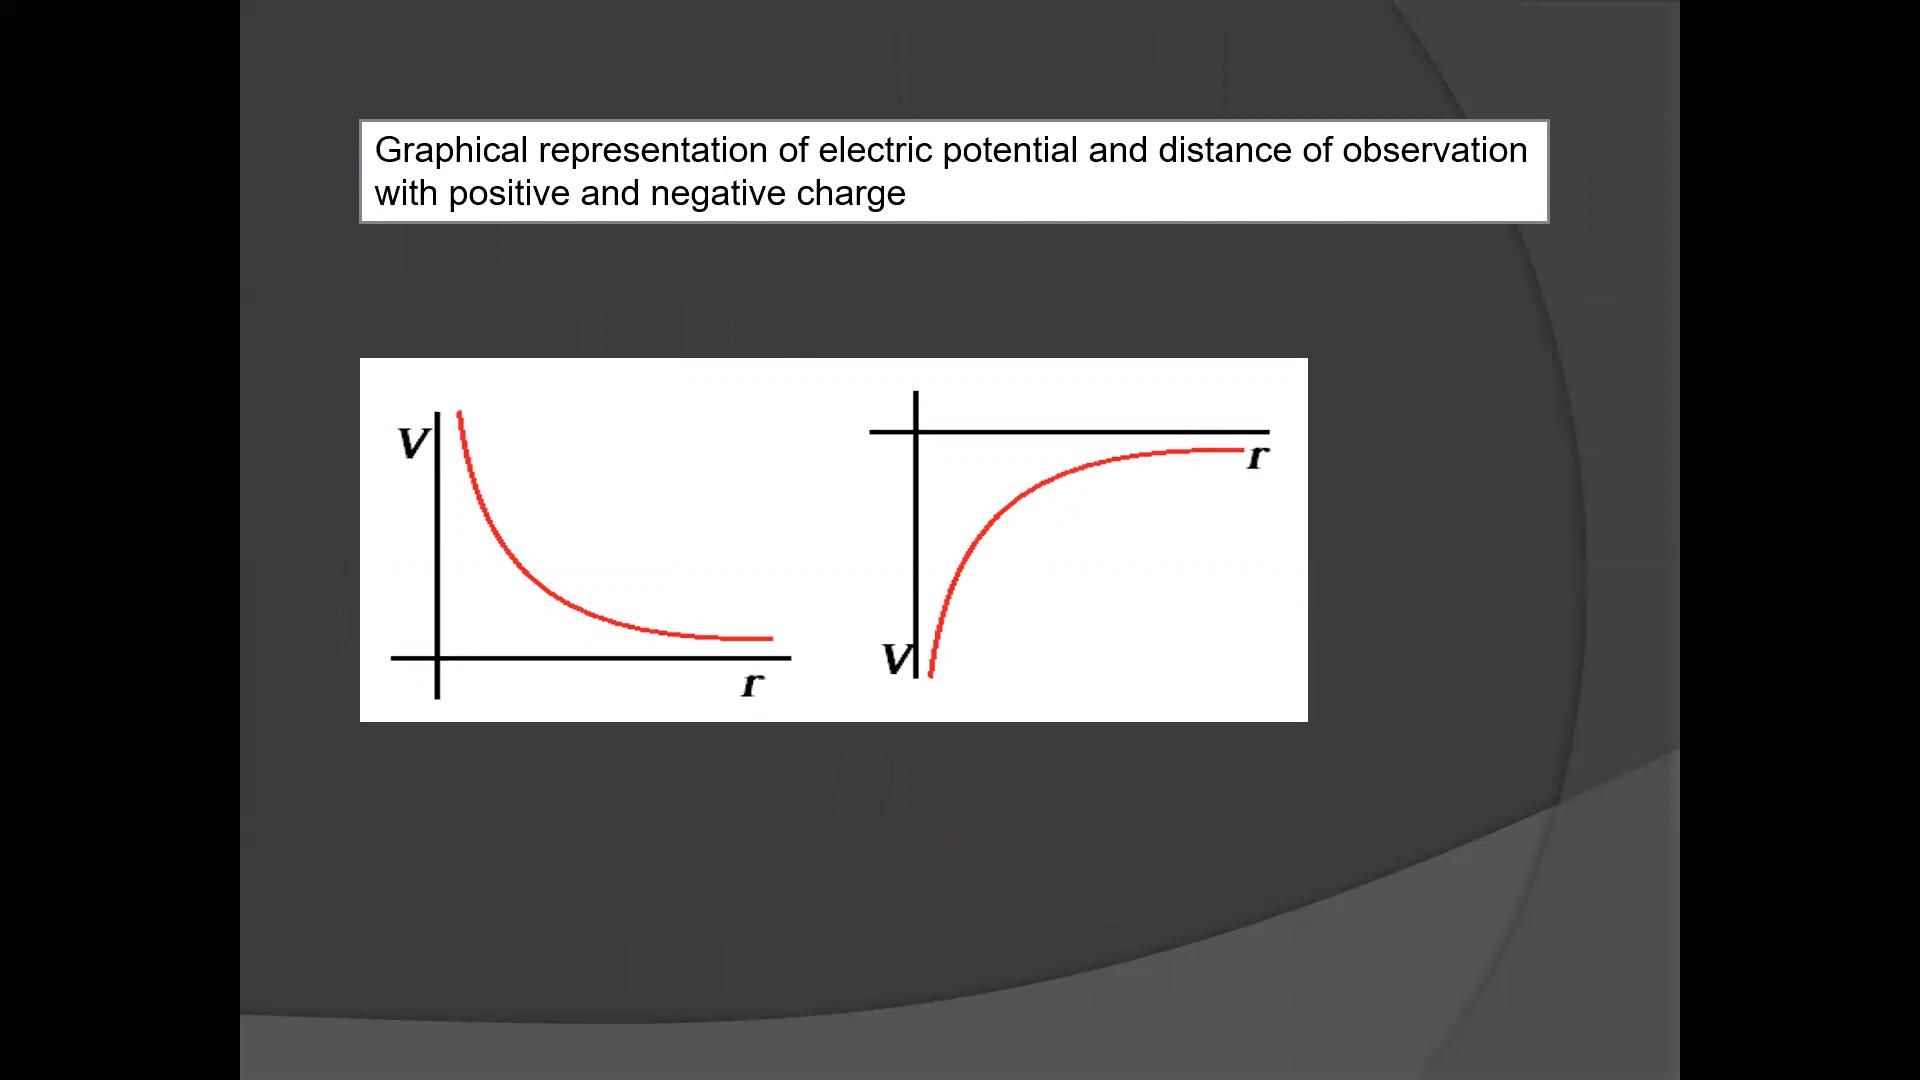 Graphical representation of electric potential and distance of observation
with positive and negative charge
V
r
r
V